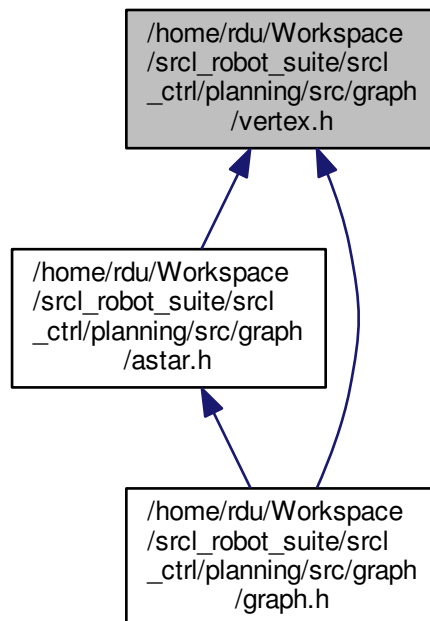 /home/rdu/Workspace
/srcl_robot_suite/srcl
_ctrl/planning/src/graph
/vertex.h
/home/rdu/Workspace
/srcl_robot_suite/srcl
_ctrl/planning/src/graph
/astar.h
/home/rdu/Workspace
/srcl_robot_suite/srcl
_ctrl/planning/src/graph
/graph.h